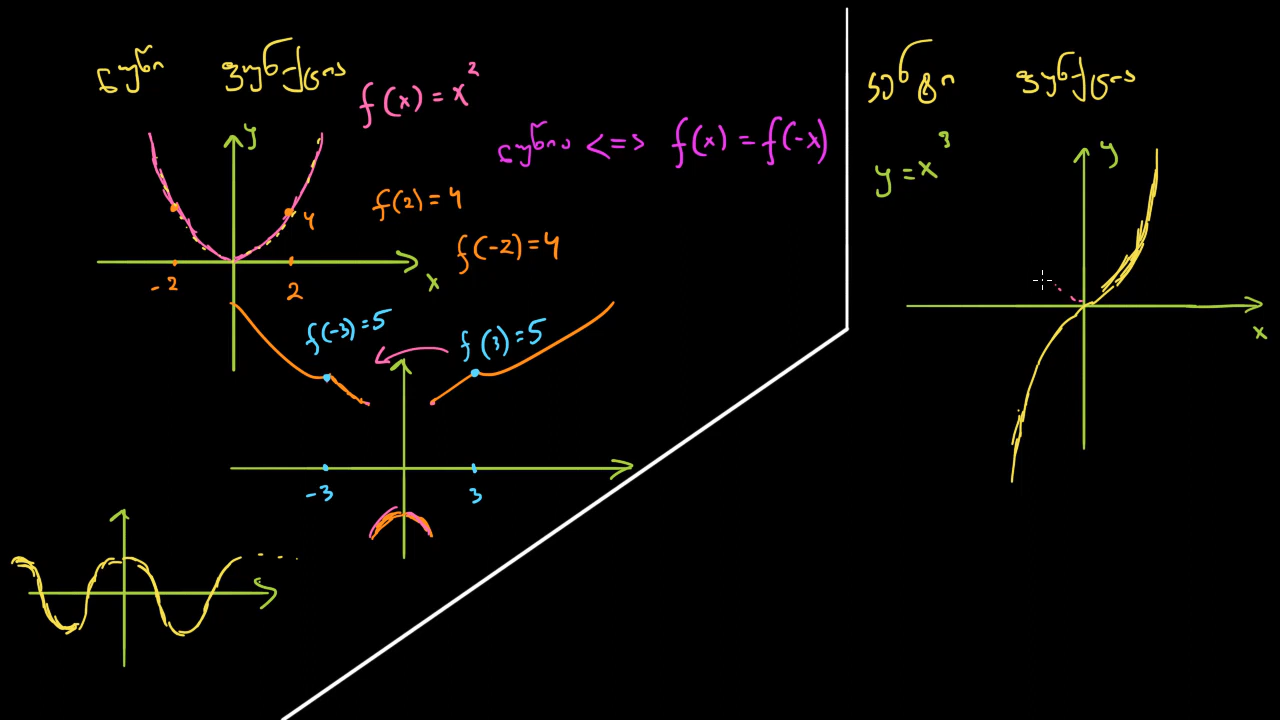 ლუწი ფუნქცია
f(x) = x²
ლუწია <=> f(x) = f(-x)
y
4
f(2) = 4
f(-2) = 4
-2
2
x
f(-3) = 5
f(3) = 5
-3
3
კენტი ფუნქცია
y = x³
y
x